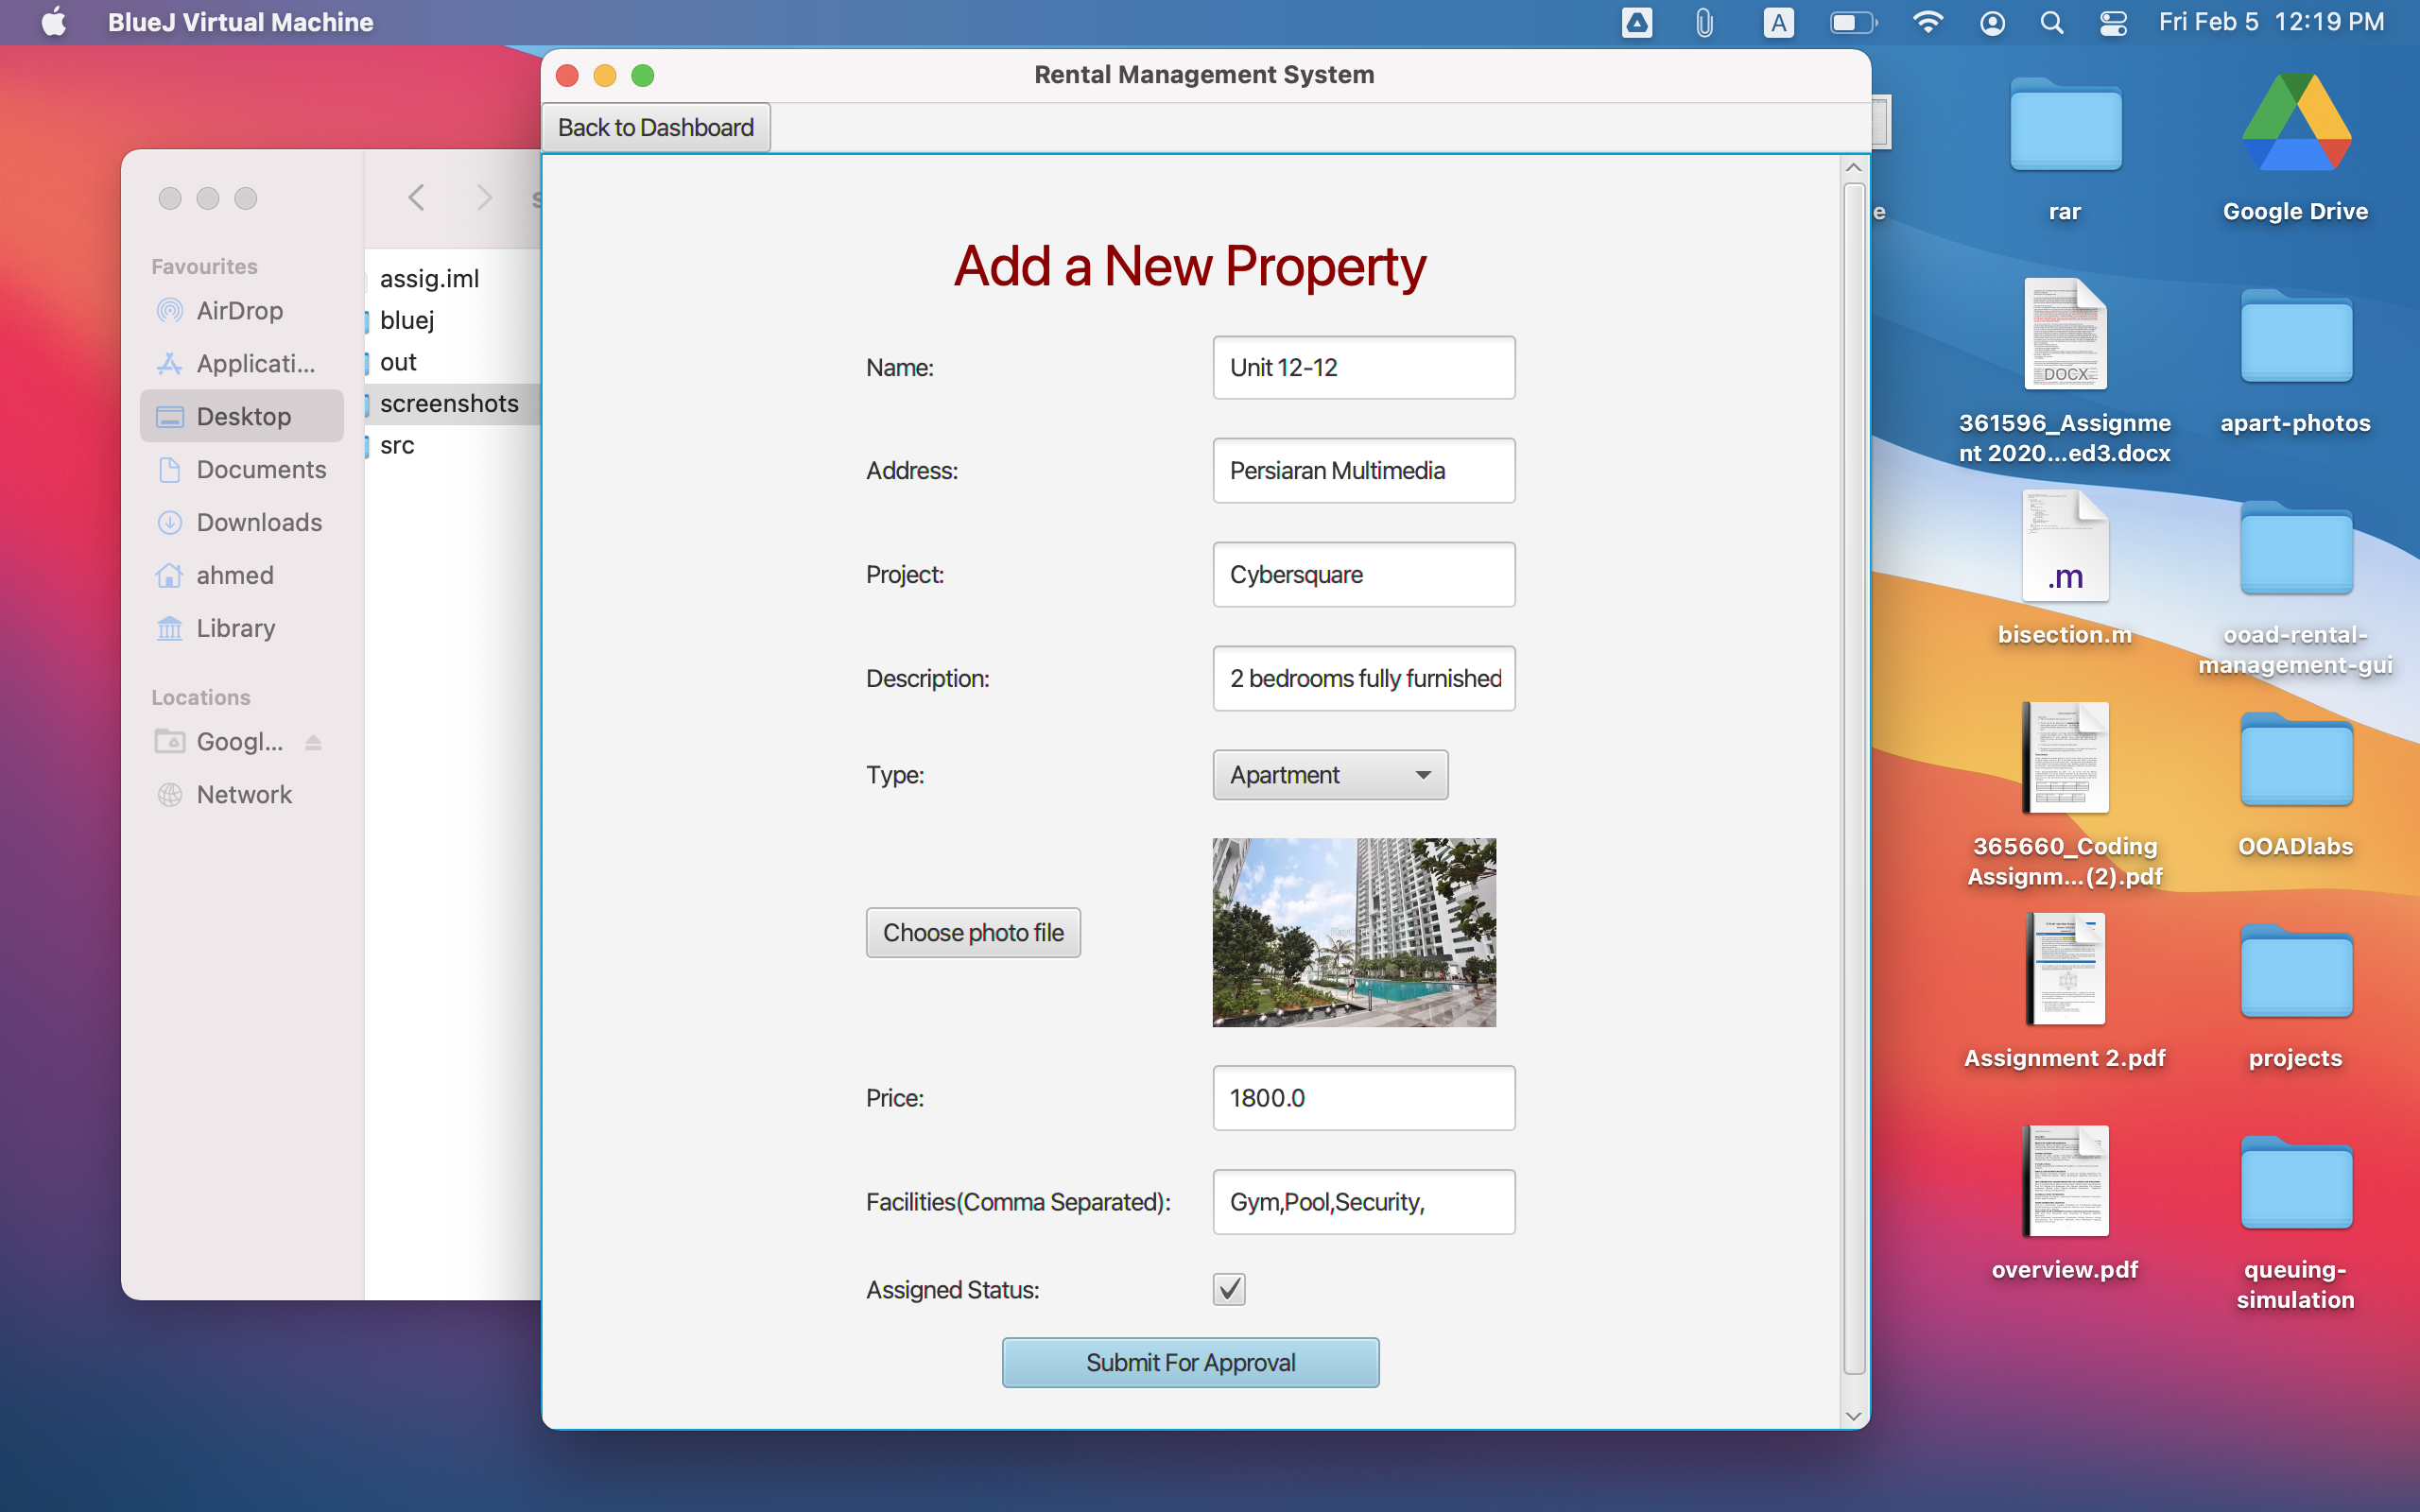 BlueJ Virtual Machine
A
Fri Feb 5 12:19 PM
Rental Management System
Back to Dashboard
Favourites
AirDrop
Applicati...
Desktop
Documents
Downloads
ahmed
Library
Locations
Googl...
Network
assig.iml
bluej
out
screenshots
src
Add a New Property
Name:
Unit 12-12
Address:
Persiaran Multimedia
Project:
Cybersquare
Description:
2 bedrooms fully furnished
Type:
Apartment
Choose photo file
Price:
1800.0
Facilities(Comma Separated):
Gym,Pool,Security,
Assigned Status:
Submit For Approval
e
rar
Google Drive
DOCX
361596_Assignme
nt 2020...ed3.docx
apart-photos
.m
bisection.m
ooad-rental-
management-gui
365660_Coding
Assignm...(2).pdf
OOADlabs
Assignment 2.pdf
projects
overview.pdf
queuing-
simulation